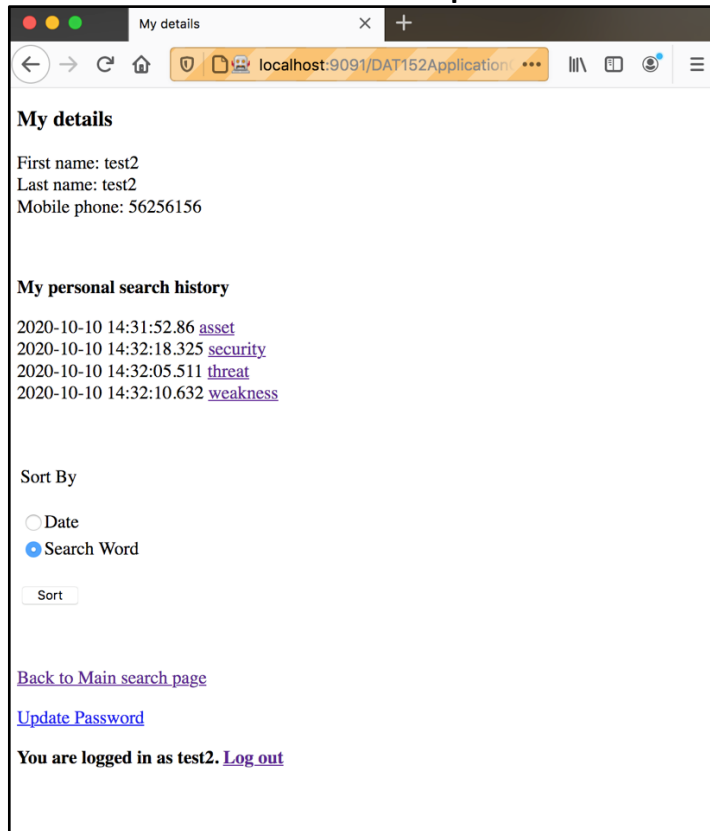 My details
localhost:9091/DAT152Application
My details
First name: test2
Last name: test2
Mobile phone: 56256156
My personal search history
2020-10-10 14:31:52.86 asset
2020-10-10 14:32:18.325 security
2020-10-10 14:32:05.511 threat
2020-10-10 14:32:10.632 weakness
Sort By
Date
Search Word
Sort
Back to Main search page
Update Password
You are logged in as test2. Log out